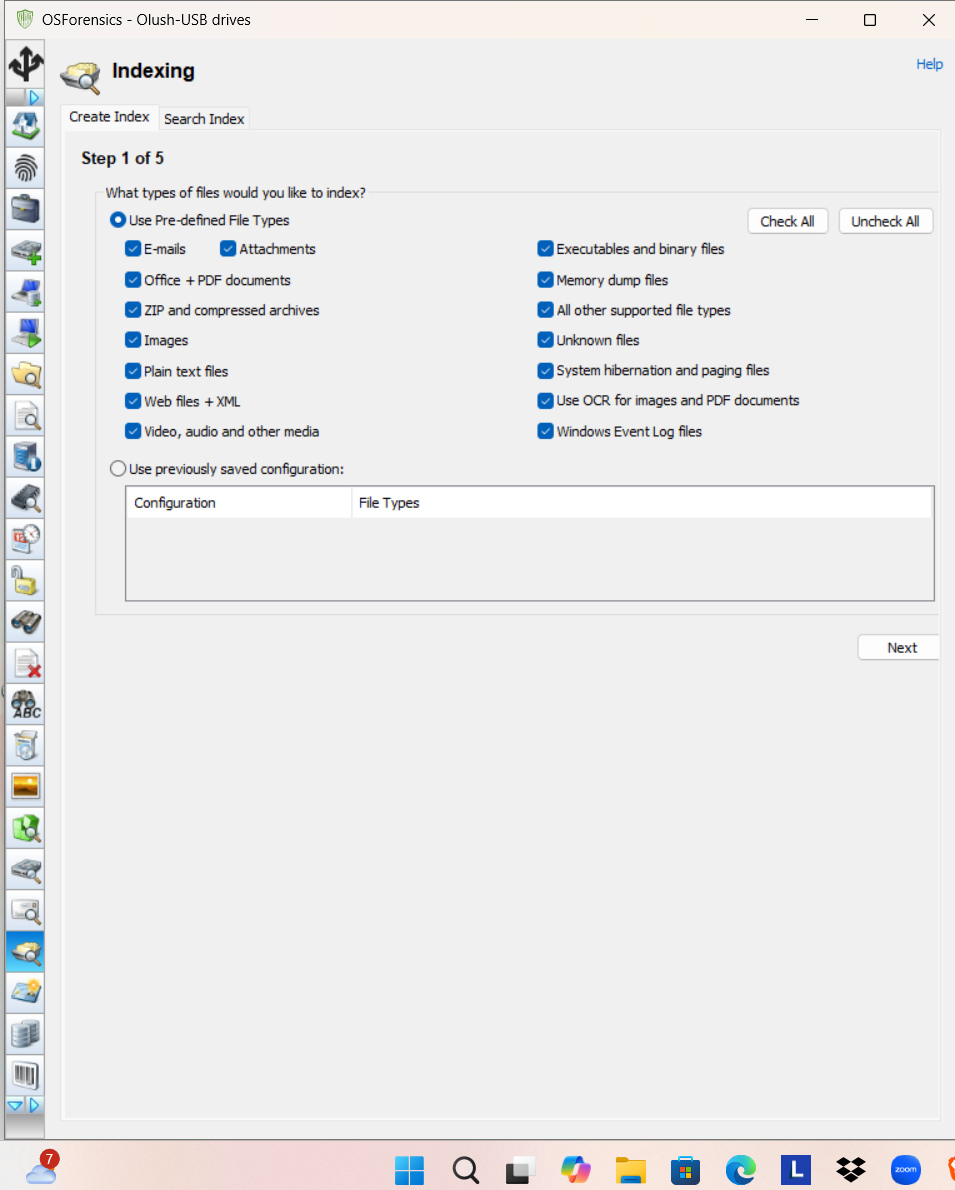 OSForensics - Olush-USB drives
Indexing
Help
Create Index
Search Index
Step 1 of 5
What types of files would you like to index?
Use Pre-defined File Types
Check All
Uncheck All
E-mails
Attachments
Executables and binary files
Office + PDF documents
Memory dump files
ZIP and compressed archives
All other supported file types
Images
Unknown files
Plain text files
System hibernation and paging files
Web files + XML
Use OCR for images and PDF documents
Video, audio and other media
Windows Event Log files
Use previously saved configuration:
Configuration
File Types
Next
ABC
7
L
zoom